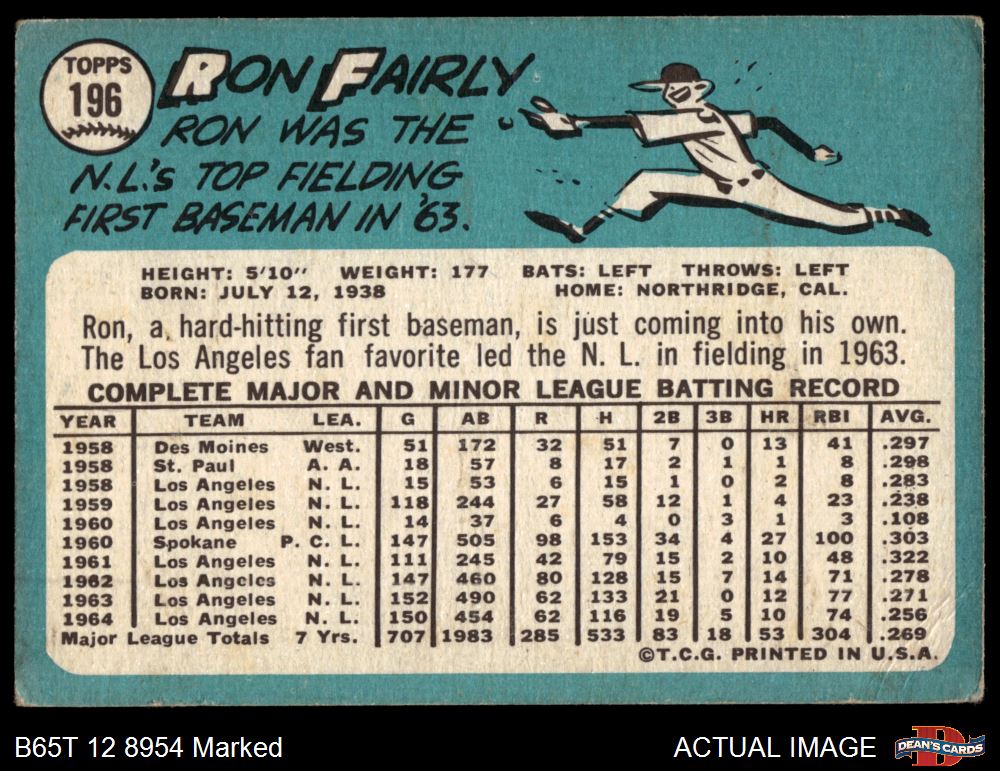 TOPPS
196
RON FAIRLY
RON WAS THE
N.L.'S TOP FIELDING
FIRST BASEMAN IN '63.
HEIGHT: 5'10" WEIGHT: 177 BATS: LEFT THROWS: LEFT
BORN: JULY 12, 1938 HOME: NORTHRIDGE, CAL.
Ron, a hard-hitting first baseman, is just coming into his own.
The Los Angeles fan favorite led the N. L. in fielding in 1963.
COMPLETE MAJOR AND MINOR LEAGUE BATTING RECORD
YEAR TEAM LEA. G AB R H 2B 3B HR RBI AVG.
1958 Des Moines West. 51 172 32 51 7 0 13 41 .297
1958 St. Paul A. A. 18 57 8 17 2 1 1 8 .298
1958 Los Angeles N. L. 15 53 6 15 1 0 2 8 .283
1959 Los Angeles N. L. 118 244 27 58 12 1 4 23 .238
1960 Los Angeles N. L. 14 37 6 4 0 3 1 3 .108
1960 Spokane P. C. L. 147 505 98 153 34 4 27 100 .303
1961 Los Angeles N. L. 111 245 42 79 15 2 10 48 .322
1962 Los Angeles N. L. 147 460 80 128 15 7 14 71 .278
1963 Los Angeles N. L. 152 490 62 133 21 0 12 77 .271
1964 Los Angeles N. L. 150 454 62 116 19 5 10 74 .256
Major League Totals 7 Yrs. 707 1983 285 533 83 18 53 304 .269
©T.C.G. PRINTED IN U.S.A.
B65T 12 8954 Marked
ACTUAL IMAGE
DEAN'S CARDS